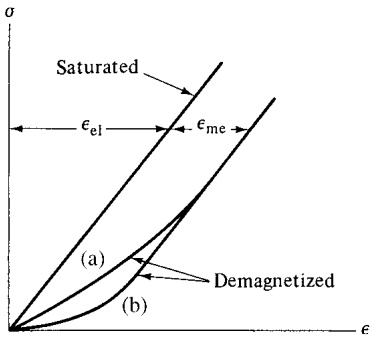 σ
Saturated
ϵel
ϵme
(a)
Demagnetized
(b)
ϵ